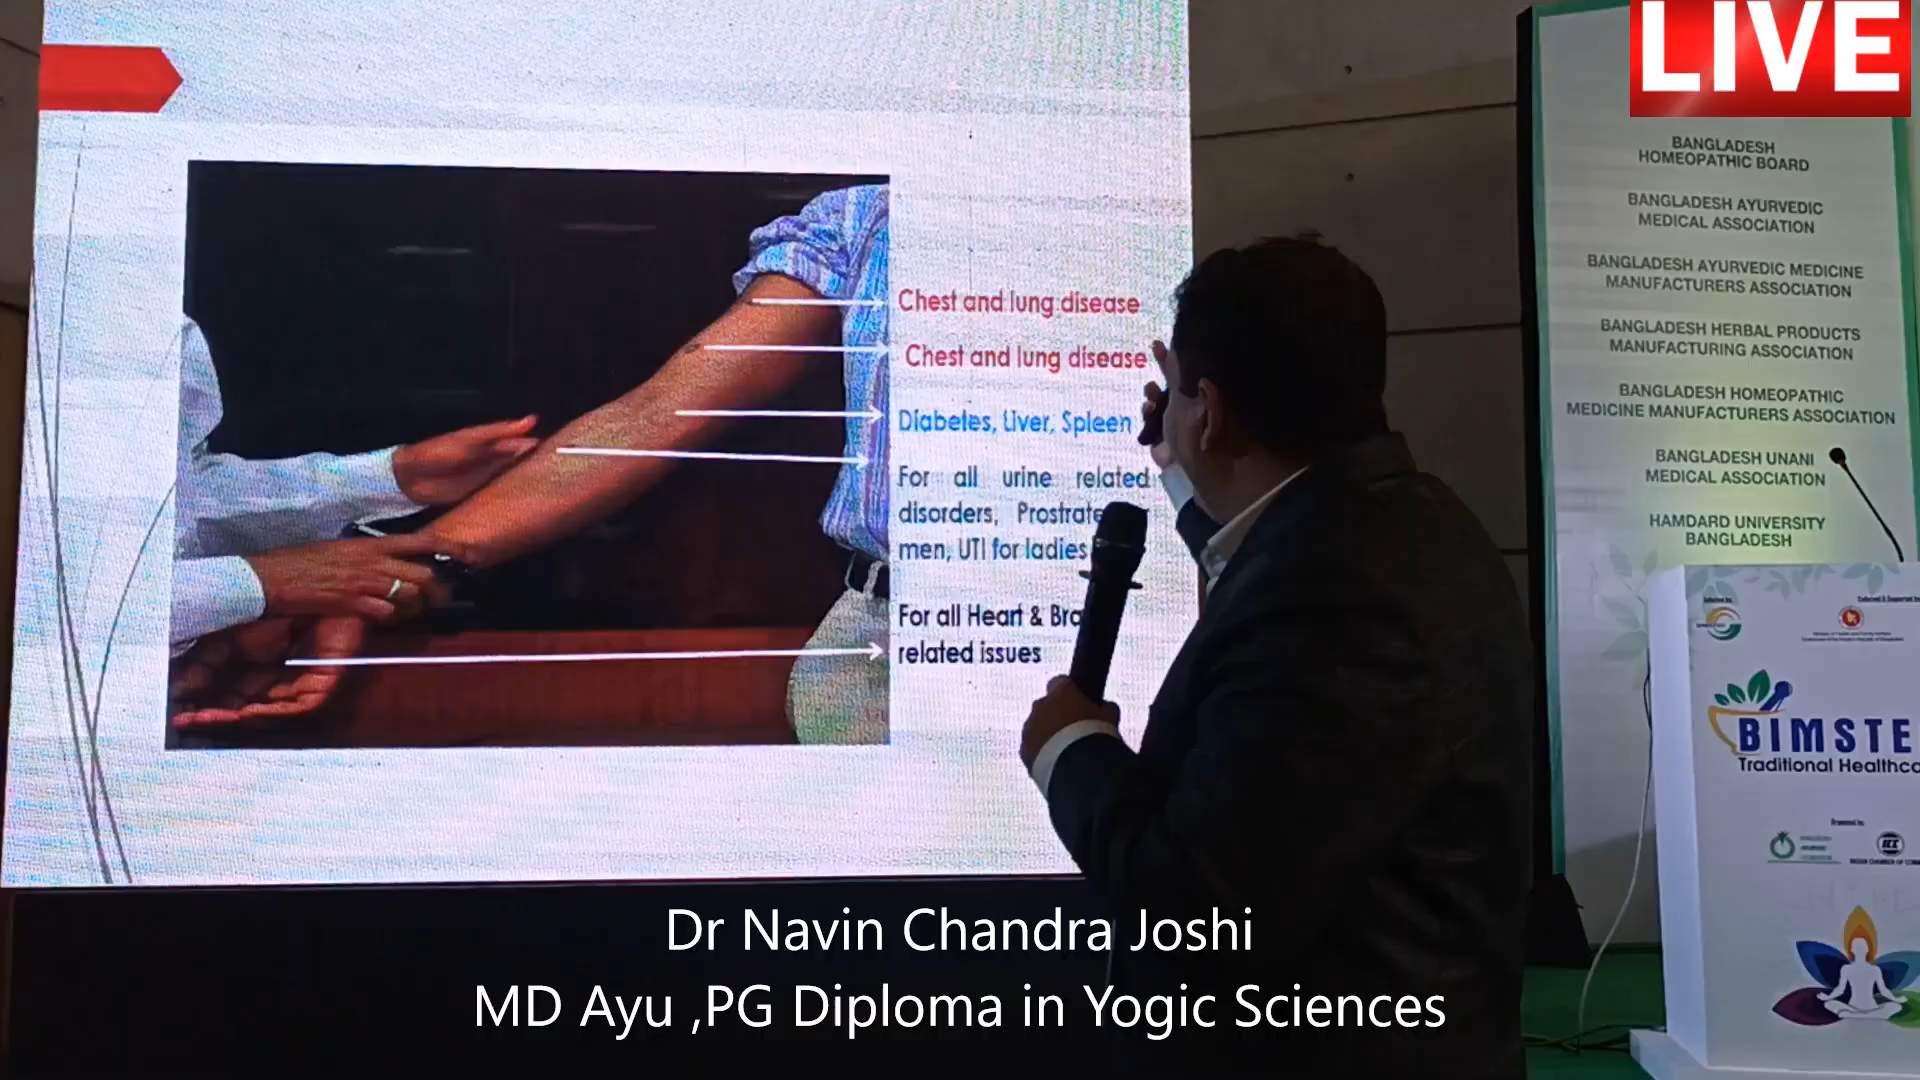 LIVE
Chest and lung disease
Chest and lung disease
Diabetes, Liver, Spleen
For all urine related
disorders, Prostrate
men, UTI for ladies
For all Heart & Bra
related issues
BANGLADESH
HOMEOPATHIC BOARD
BANGLADESH AYURVEDIC
MEDICAL ASSOCIATION
BANGLADESH AYURVEDIC MEDICINE
MANUFACTURERS ASSOCIATION
BANGLADESH HERBAL PRODUCTS
MANUFACTURING ASSOCIATION
BANGLADESH HOMEOPATHIC
MEDICINE MANUFACTURERS ASSOCIATION
BANGLADESH UNANI
MEDICAL ASSOCIATION
HAMDARD UNIVERSITY
BANGLADESH
BIMSTE
Traditional Healthca
ICC
Dr Navin Chandra Joshi
MD Ayu ,PG Diploma in Yogic Sciences